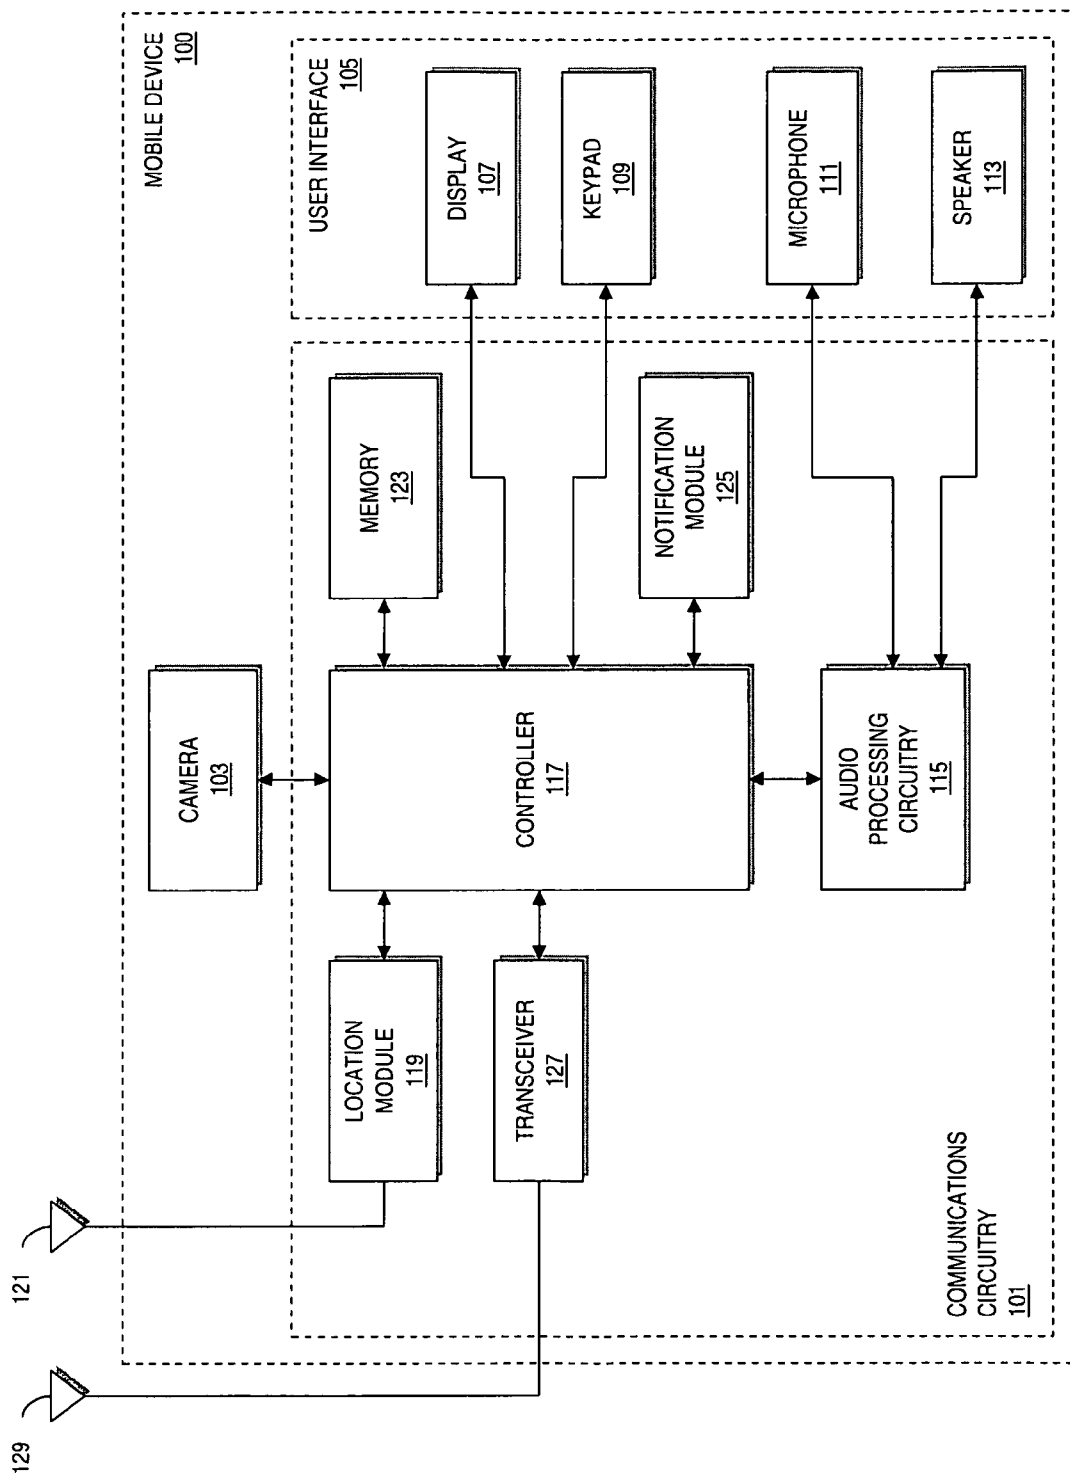 MOBILE DEVICE
100
USER INTERFACE
105
DISPLAY
107
KEYPAD
109
MICROPHONE
111
SPEAKER
113
MEMORY
123
NOTIFICATION
MODULE
125
CAMERA
103
CONTROLLER
117
AUDIO
PROCESSING
CIRCUITRY
115
LOCATION
MODULE
119
TRANSCEIVER
127
COMMUNICATIONS
CIRCUITRY
101
121
129